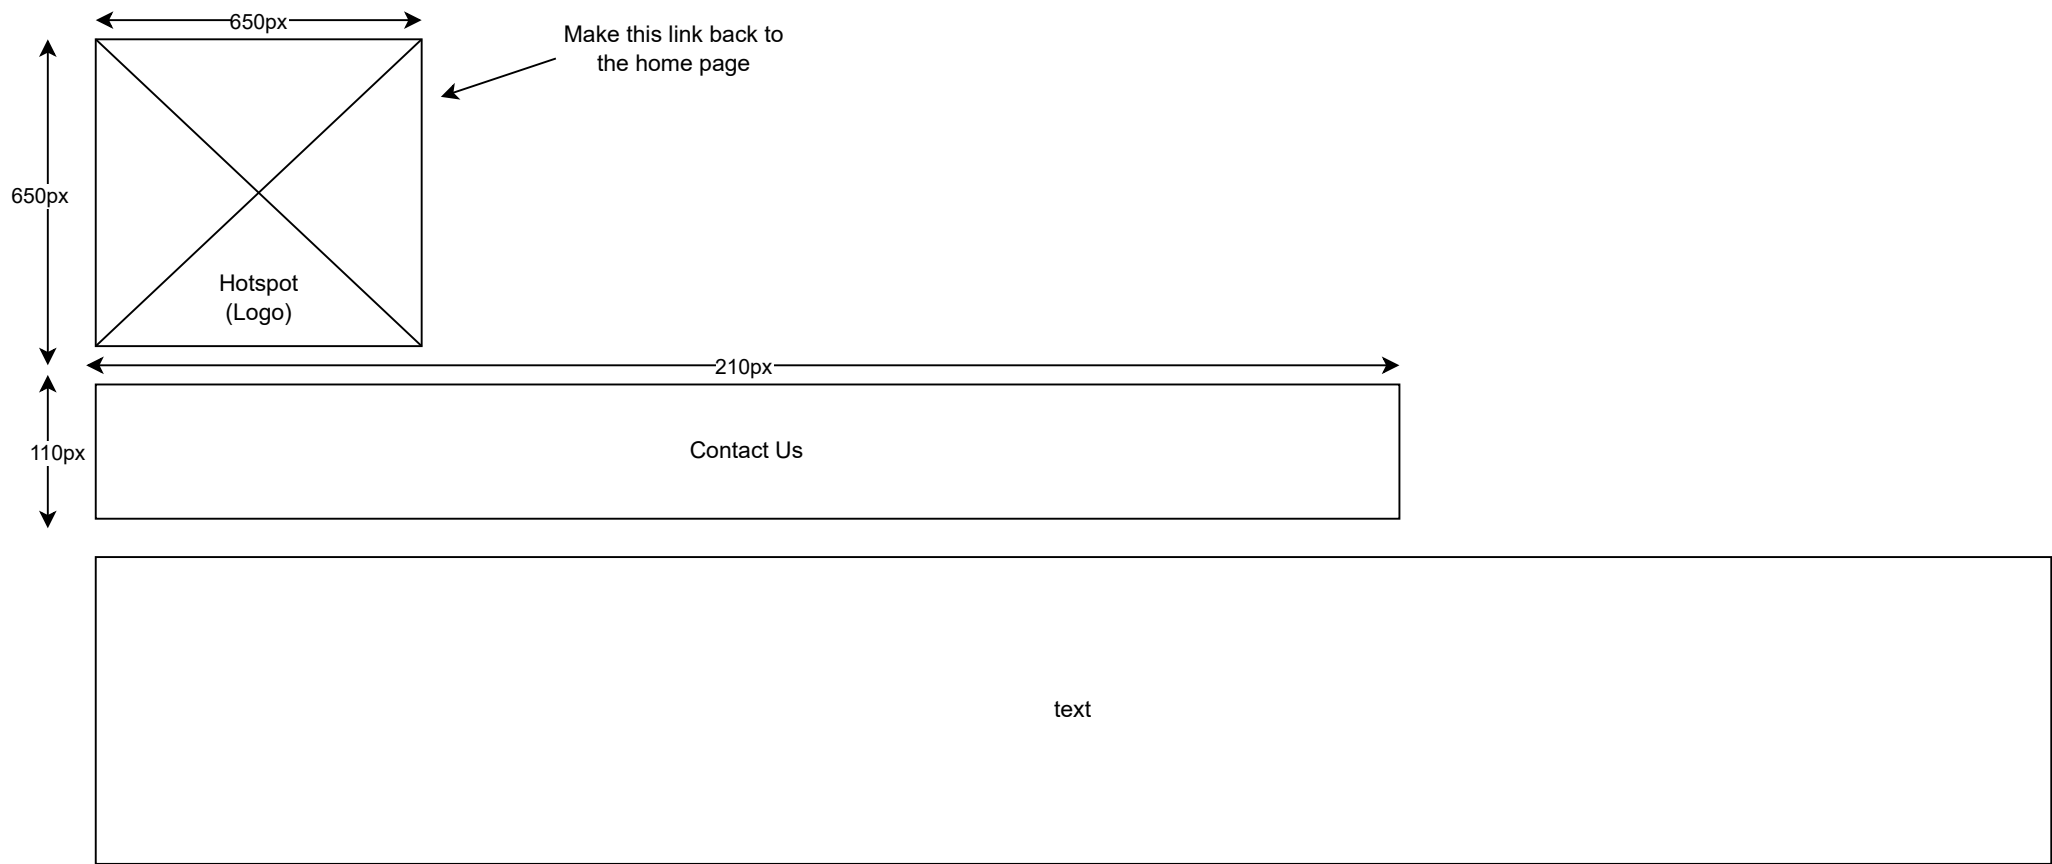 650px
Make this link back to
the home page
650px
Hotspot
(Logo)
210px
110px
Contact Us
text